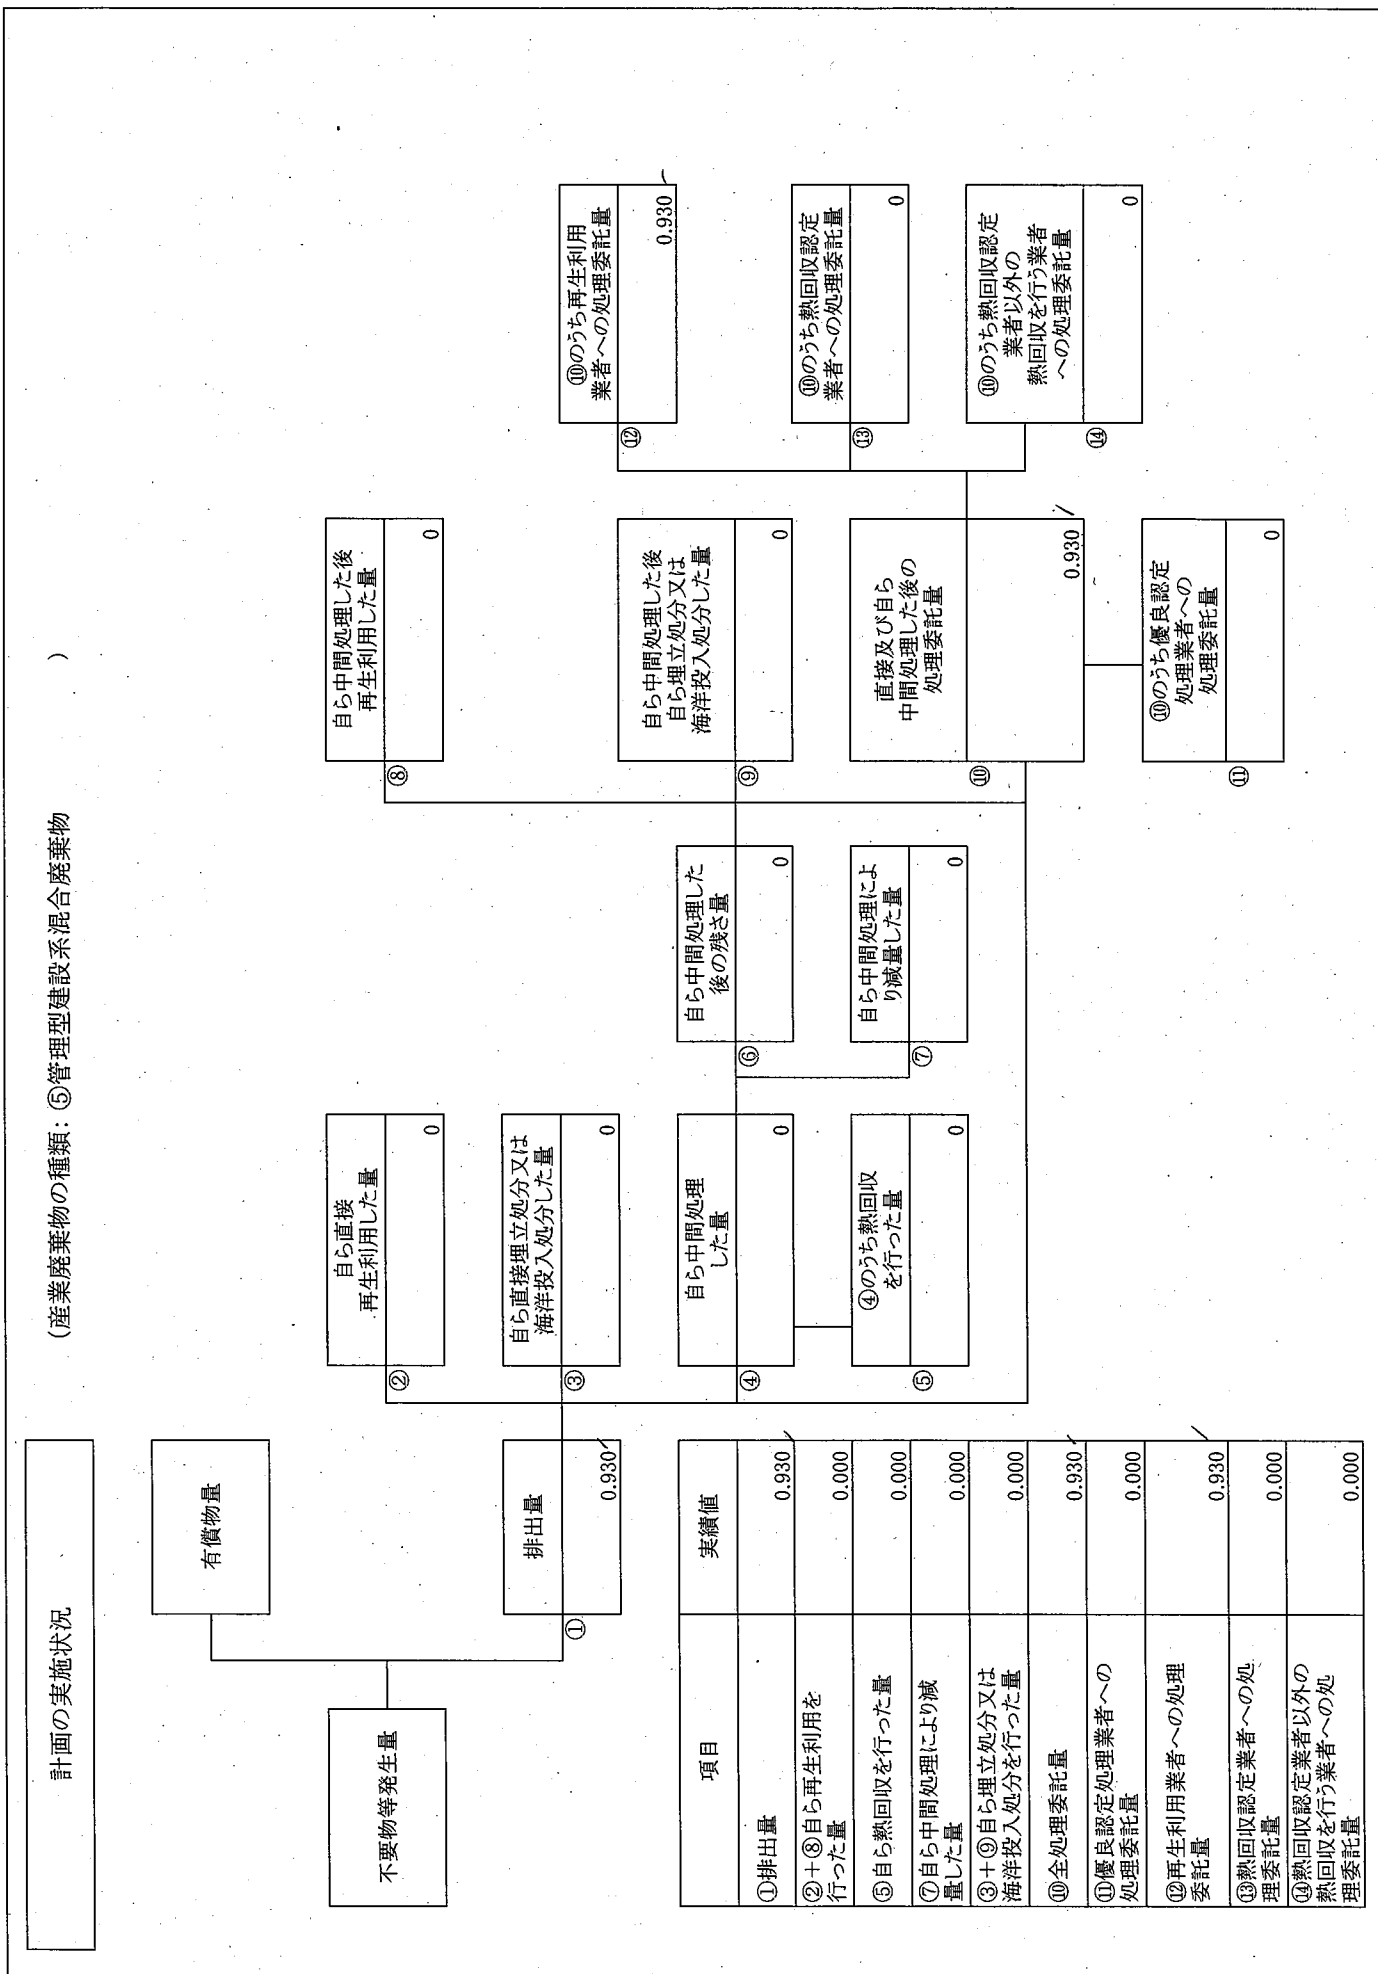 計画の実施状況
(産業廃棄物の種類：⑤管理型建設系混合廃棄物　　　)
不要物等発生量
有償物量
①
排出量
0.930
②
自ら直接
再生利用した量
0
③
自ら直接埋立処分又は
海洋投入処分した量
0
④
自ら中間処理
した量
0
⑤
④のうち熱回収
を行った量
0
⑥
自ら中間処理した
後の残さ量
0
⑦
自ら中間処理によ
り減量した量
0
⑧
自ら中間処理した後
再生利用した量
0
⑨
自ら中間処理した後
自ら埋立処分又は
海洋投入処分した量
0
⑩
直接及び自ら
中間処理した後の
処理委託量
0.930
⑪
⑩のうち優良認定
処理業者への
処理委託量
0
⑫
⑩のうち再生利用
業者への処理委託量
0.930
⑬
⑩のうち熱回収認定
業者への処理委託量
0
⑭
⑩のうち熱回収認定
業者以外の
熱回収を行う業者
への処理委託量
0
項目 実績値
①排出量 0.930
②＋⑧自ら再生利用を
行った量 0.000
⑤自ら熱回収を行った量 0.000
⑦自ら中間処理により減
量した量 0.000
③＋⑨自ら埋立処分又は
海洋投入処分を行った量 0.000
⑩全処理委託量 0.930
⑪優良認定処理業者への
処理委託量 0.000
⑫再生利用業者への処理
委託量 0.930
⑬熱回収認定業者への処
理委託量 0.000
⑭熱回収認定業者以外の
熱回収を行う業者への処
理委託量 0.000